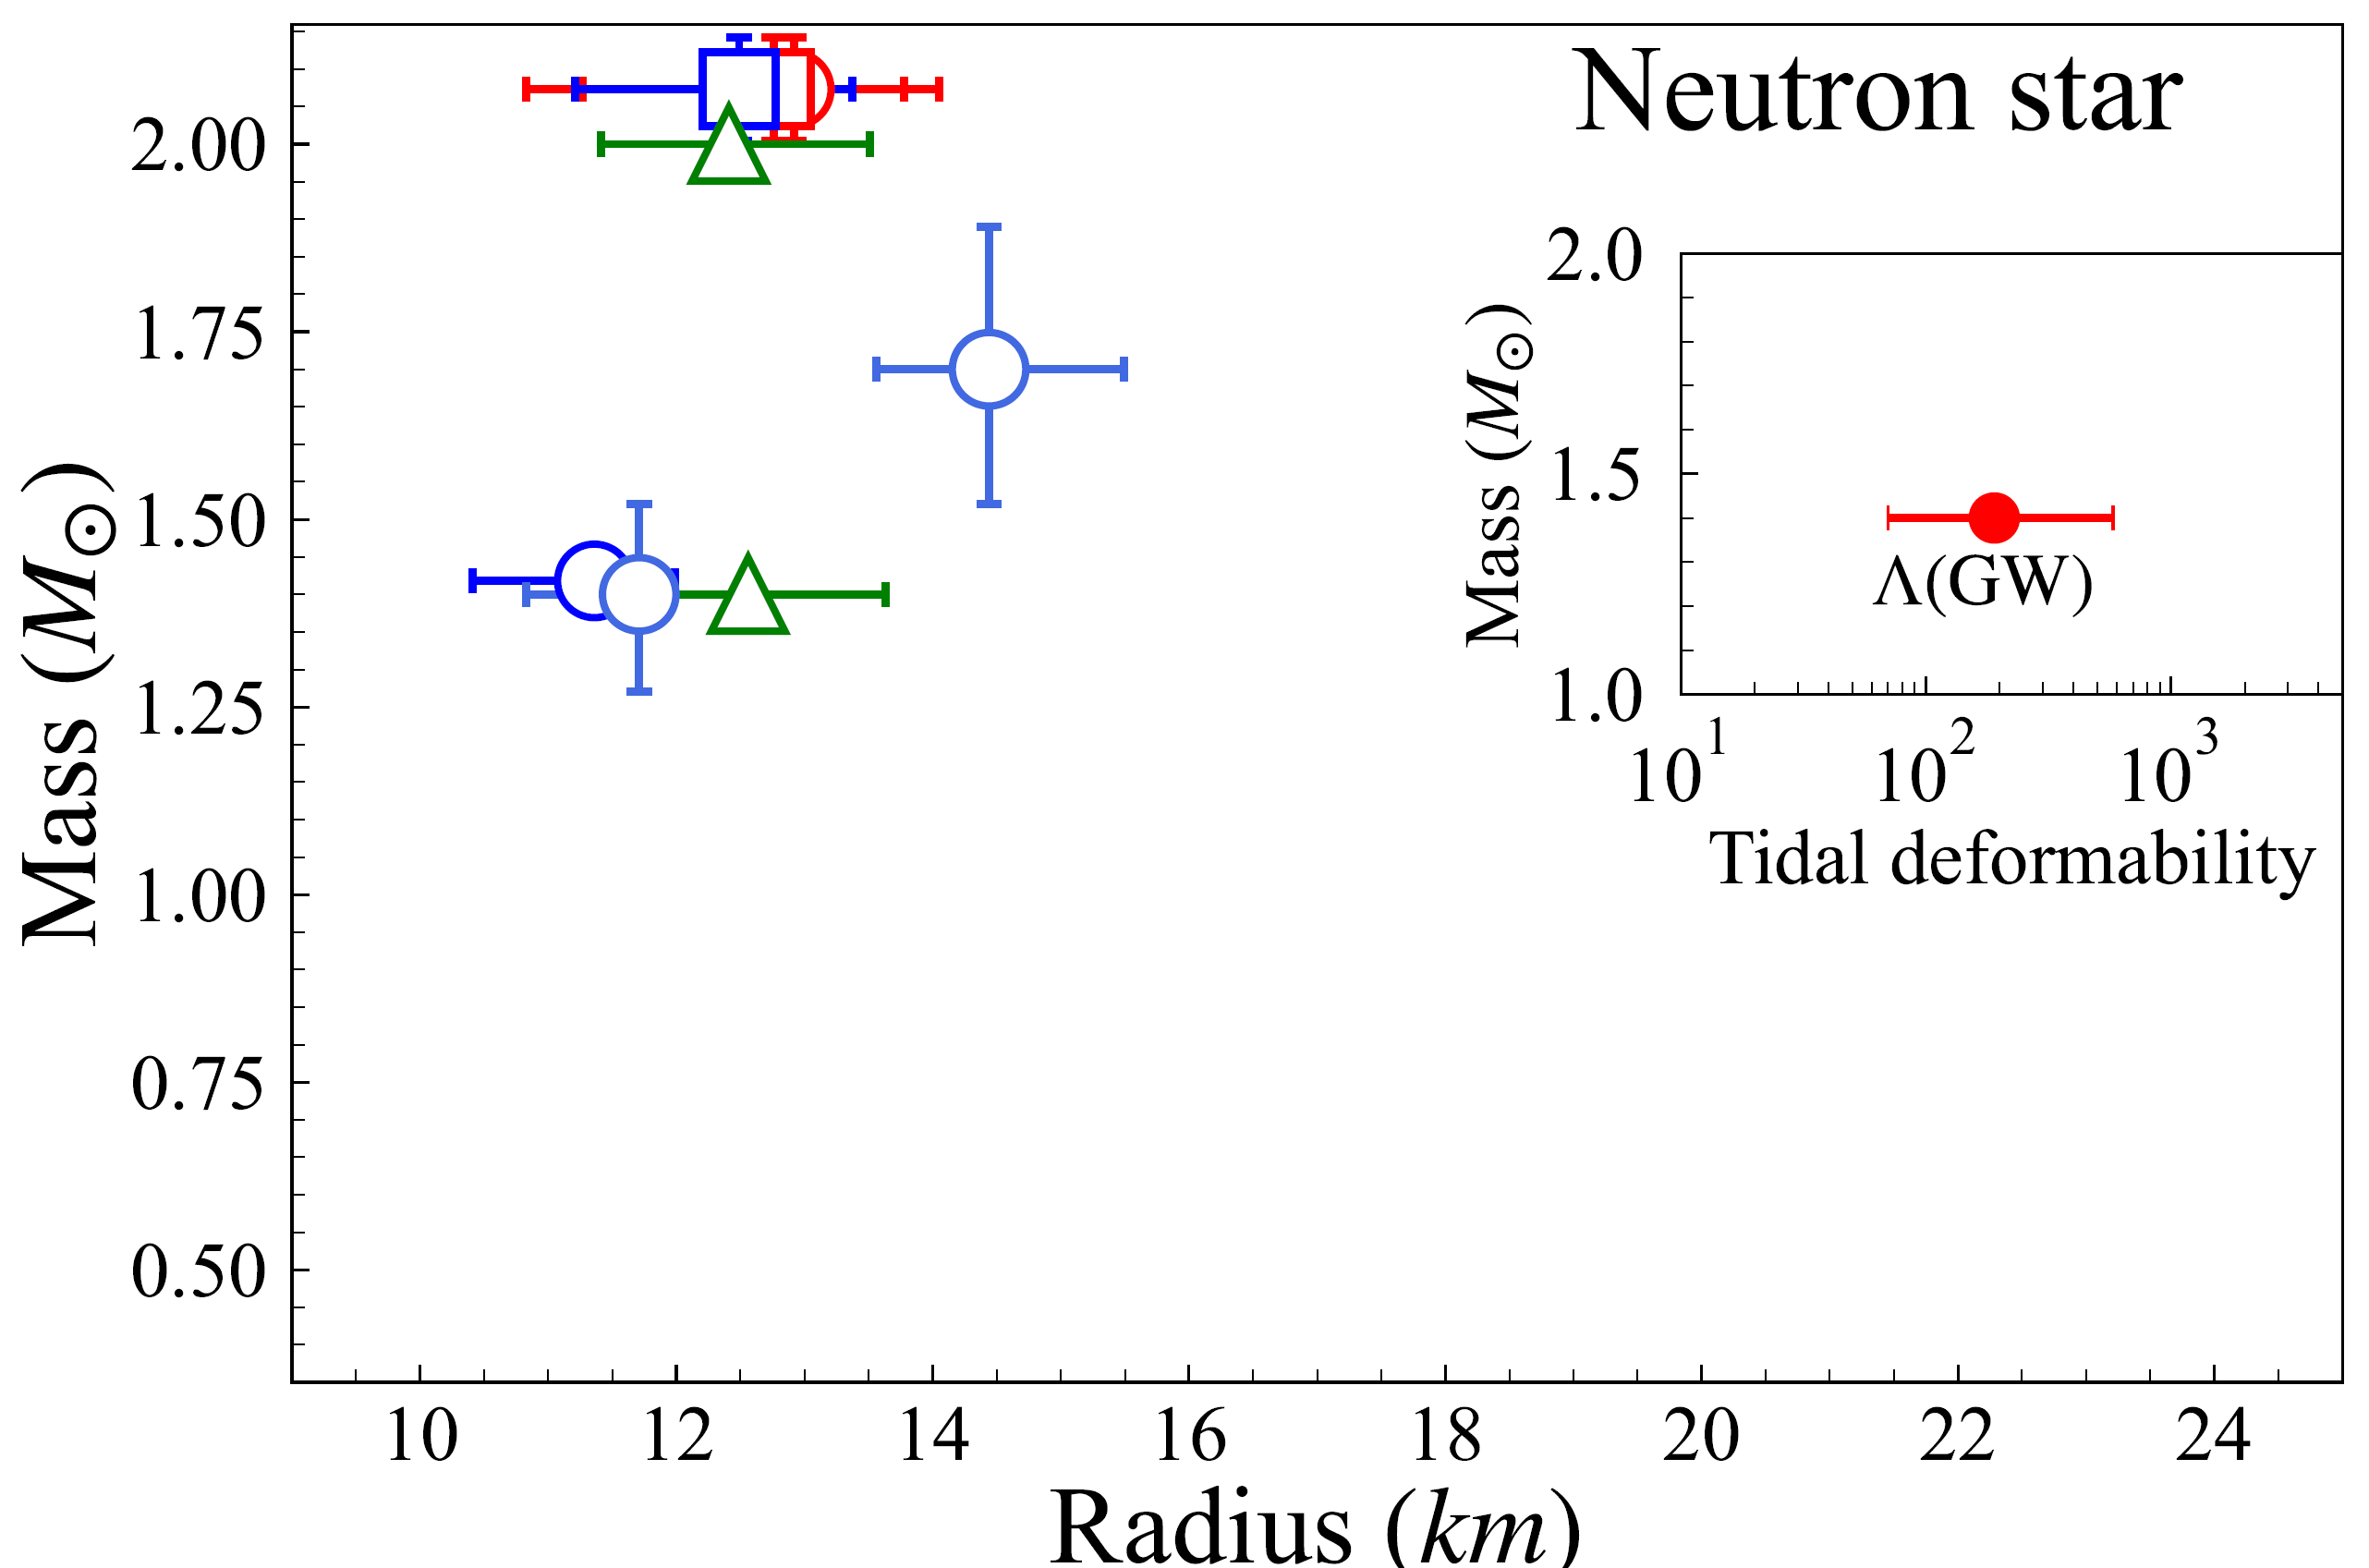 Neutron star
2.00
1.75
1.50
1.25
1.00
0.75
0.50
Mass (M⊙)
10 12 14 16 18 20 22 24
Radius (km)
2.0
1.5
1.0
Mass (M⊙)
Λ(GW)
10¹ 10² 10³
Tidal deformability